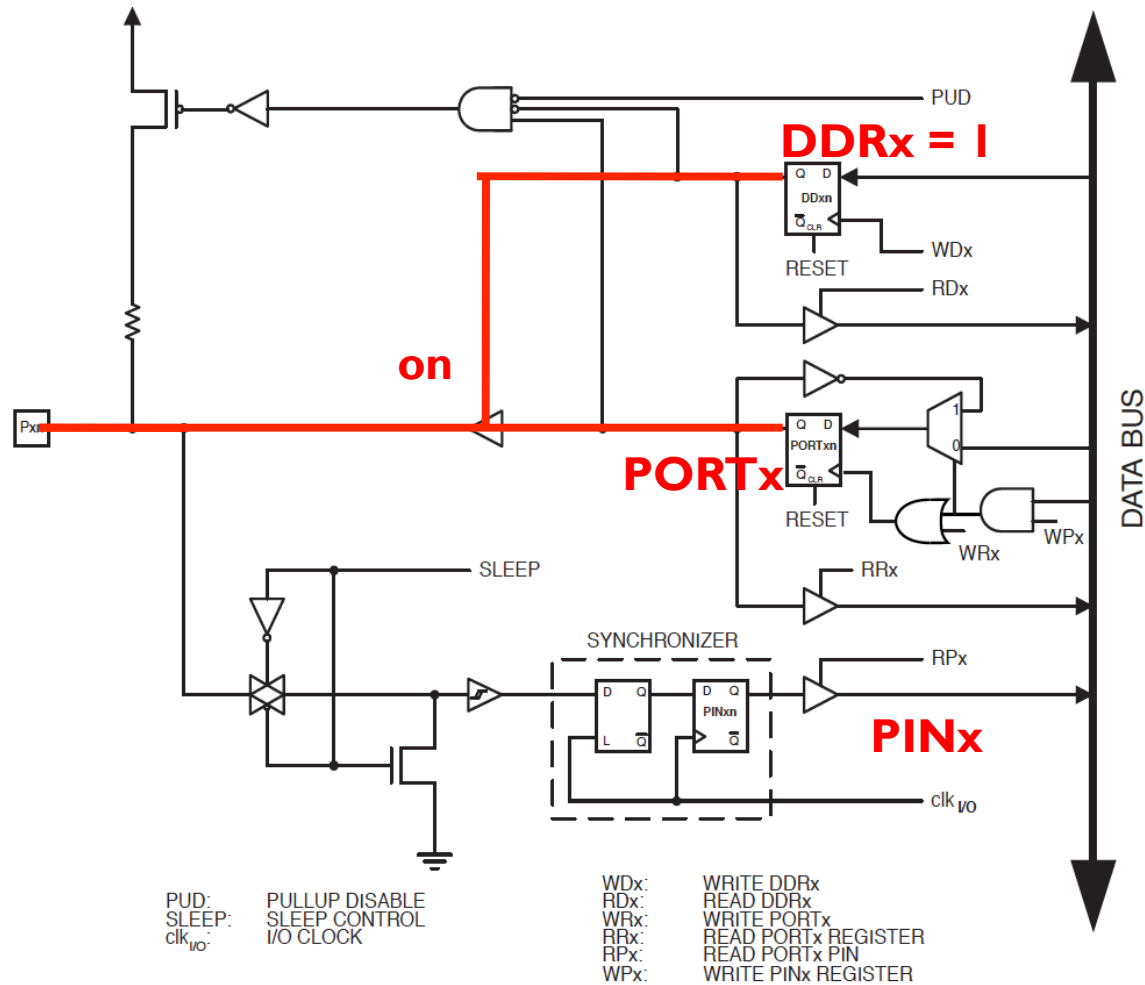 PUD
DDRx = 1
Q D
DDxn
Q CLR
WDx
RESET
RDx
on
Pxn
1
Q D
PORTxn
0
Q CLR
PORTx
RESET
WRx
WPx
DATA BUS
SLEEP
RRx
SYNCHRONIZER
RPx
D Q
D Q
PINxn
L Q
Q
PINx
clk I/O
PUD: PULLUP DISABLE
SLEEP: SLEEP CONTROL
clk I/O: I/O CLOCK
WDx: WRITE DDRx
RDx: READ DDRx
WRx: WRITE PORTx
RRx: READ PORTx REGISTER
RPx: READ PORTx PIN
WPx: WRITE PINx REGISTER